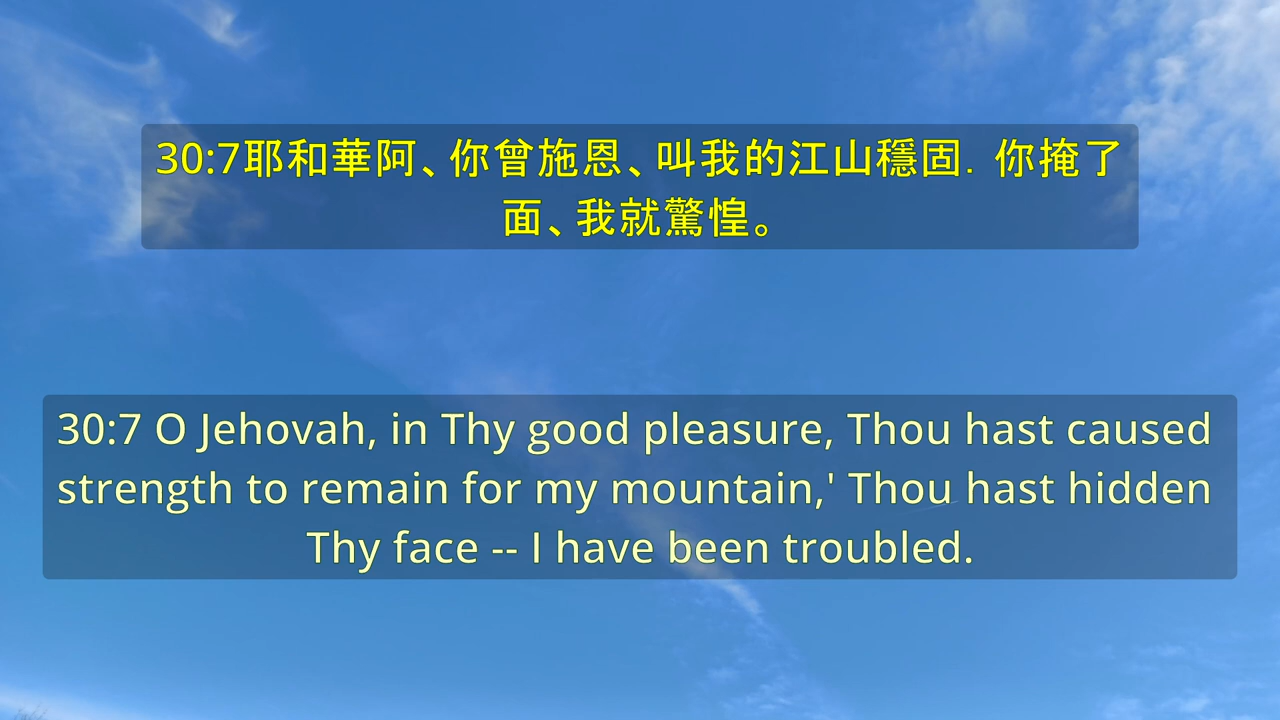 30:7耶和華阿、你曾施恩、叫我的江山穩固．你掩了
面、我就驚惶。
30:7 O Jehovah, in Thy good pleasure, Thou hast caused
strength to remain for my mountain,' Thou hast hidden
Thy face -- I have been troubled.